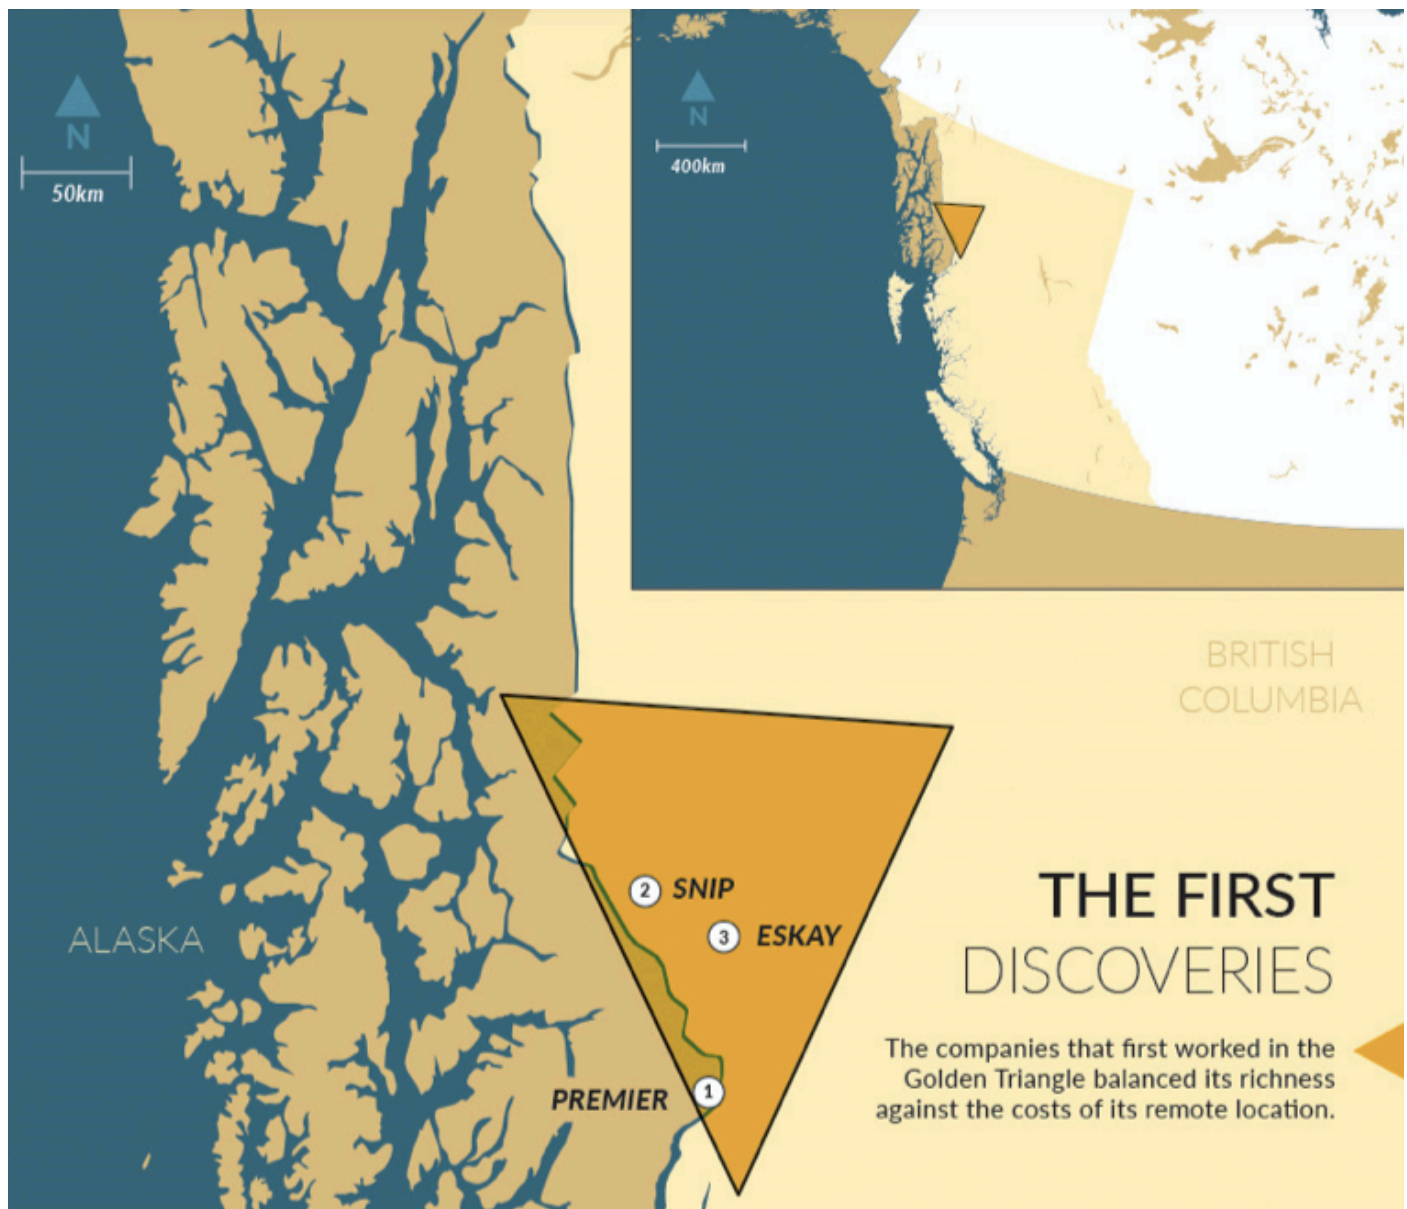 N
50km
N
400km
BRITISH
COLUMBIA
ALASKA
2 SNIP
3 ESKAY
PREMIER 1
THE FIRST
DISCOVERIES
The companies that first worked in the
Golden Triangle balanced its richness
against the costs of its remote location.